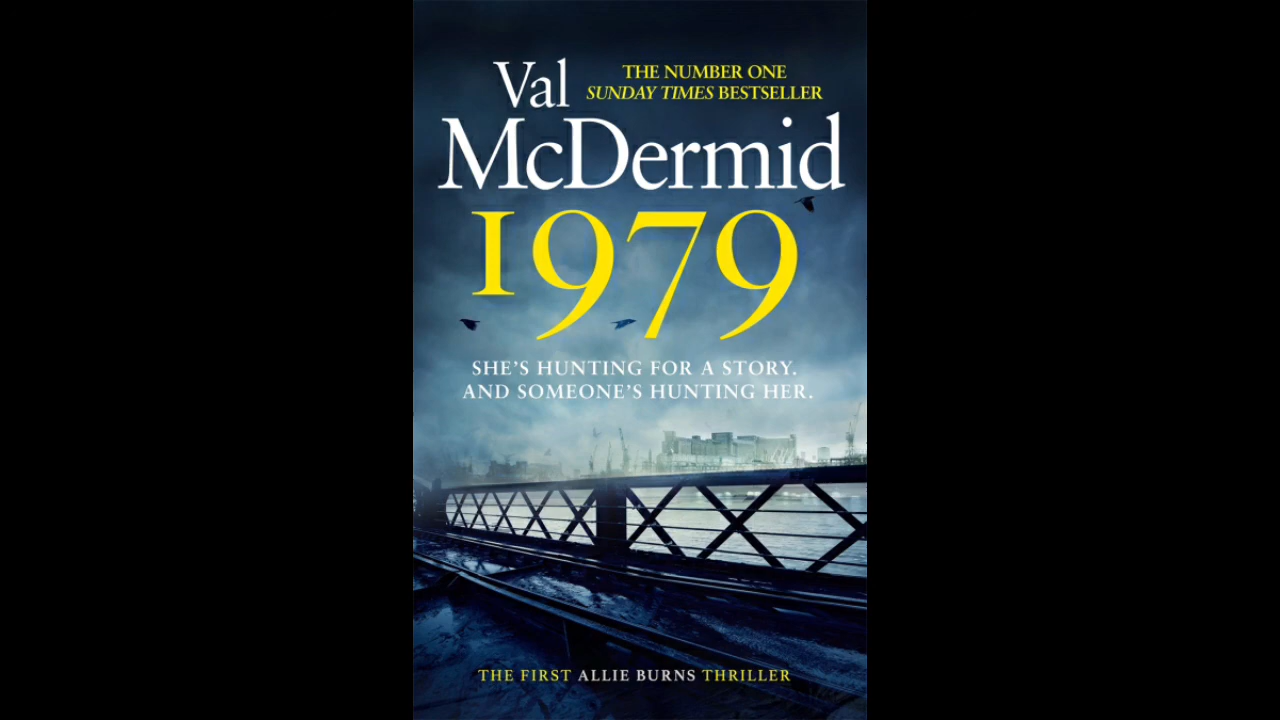 Val
THE NUMBER ONE
SUNDAY TIMES BESTSELLER
McDermid
1979
SHE'S HUNTING FOR A STORY.
AND SOMEONE'S HUNTING HER.
THE FIRST ALLIE BURNS THRILLER